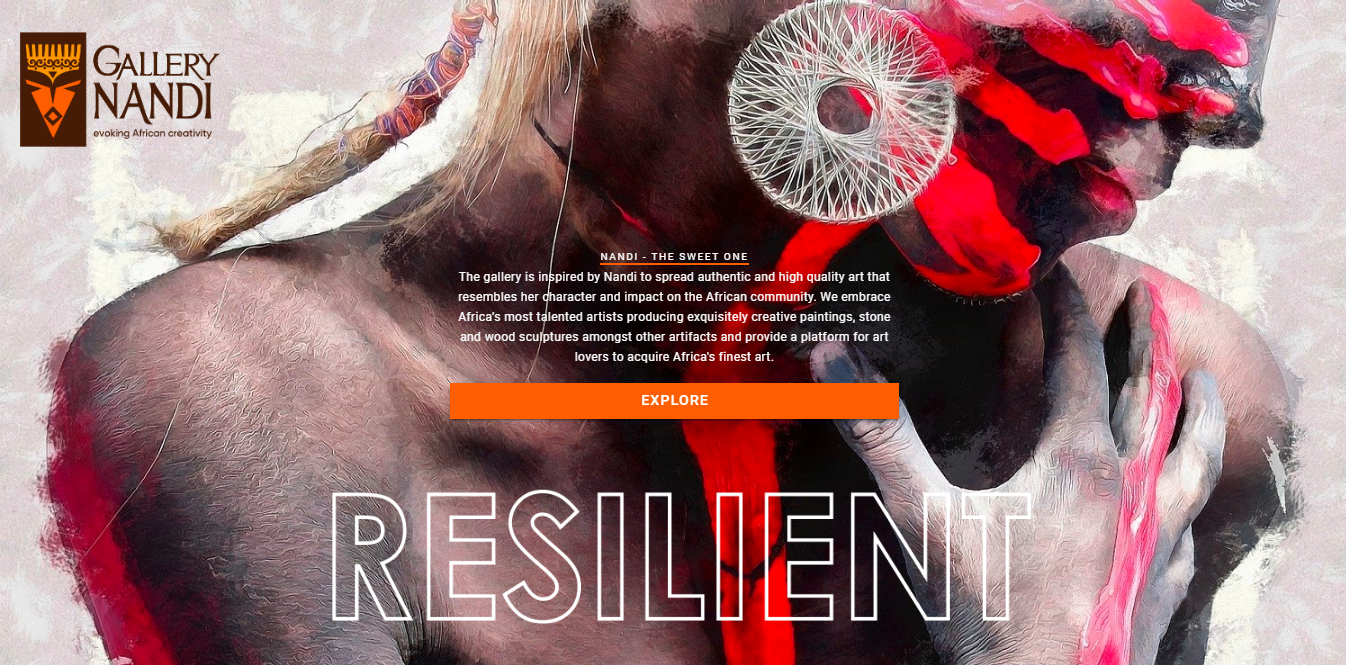 GALLERY
NANDI
evoking African creativity
NANDI - THE SWEET ONE
The gallery is inspired by Nandi to spread authentic and high quality art that
resembles her character and impact on the African community. We embrace
Africa's most talented artists producing exquisitely creative paintings, stone
and wood sculptures amongst other artifacts and provide a platform for art
lovers to acquire Africa's finest art.
EXPLORE
RESILIENT